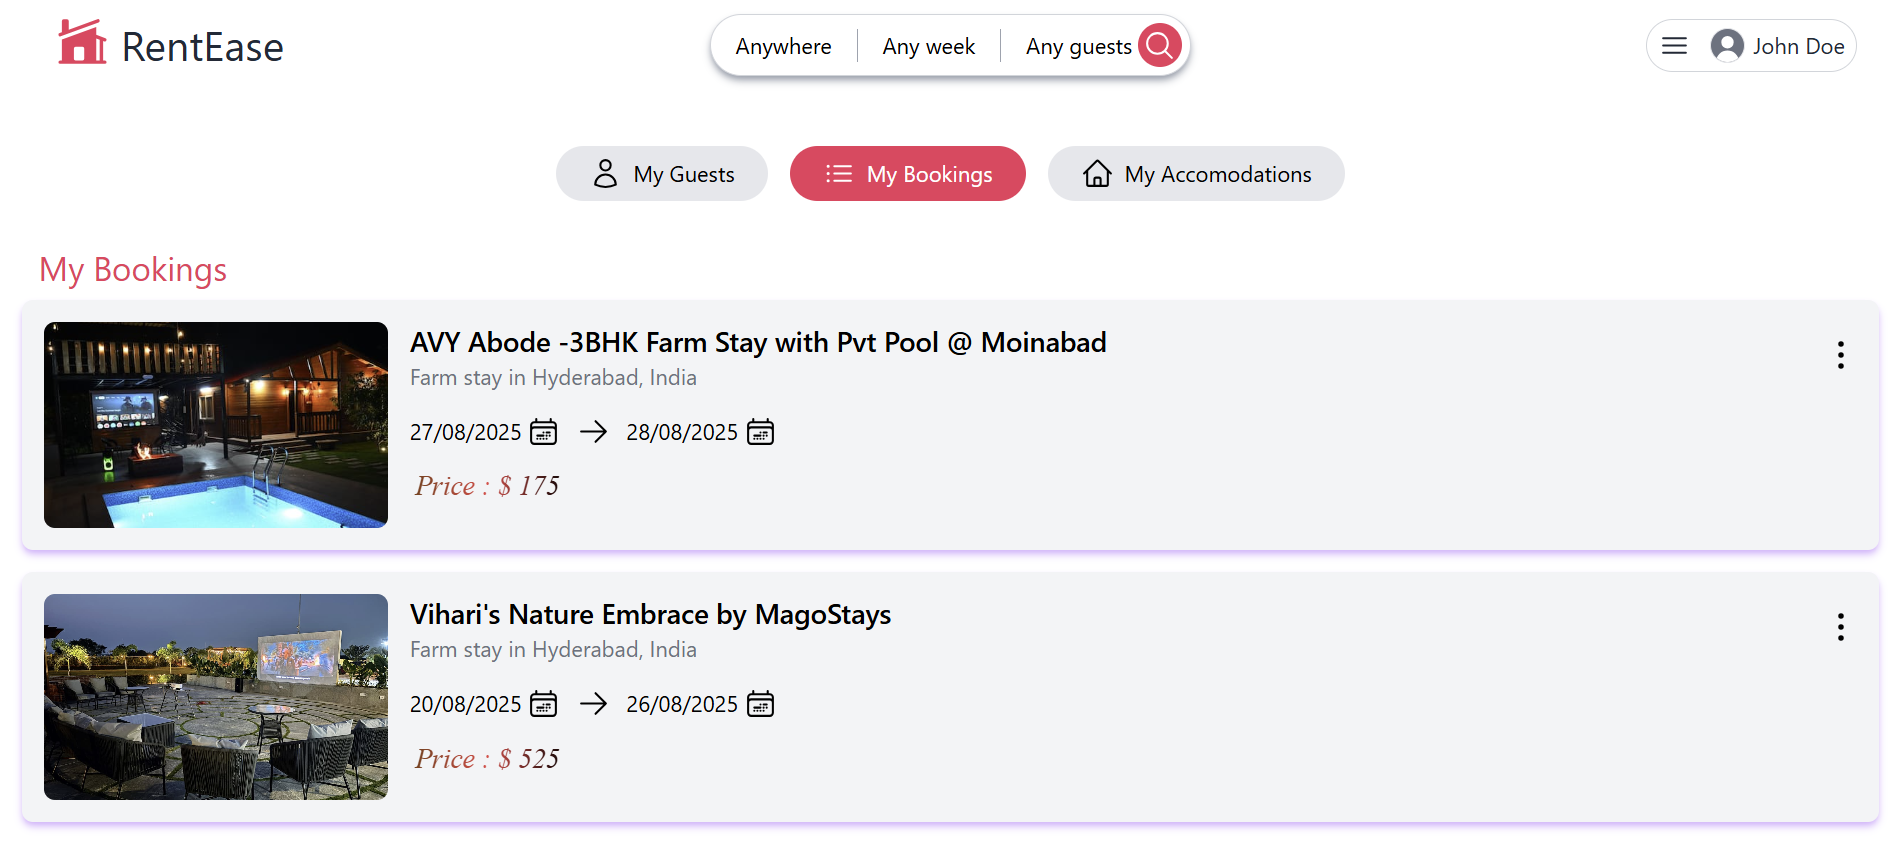 RentEase
Anywhere
Any week
Any guests
John Doe
My Guests
My Bookings
My Accomodations
My Bookings
AVY Abode -3BHK Farm Stay with Pvt Pool @ Moinabad
Farm stay in Hyderabad, India
27/08/2025
28/08/2025
Price : $ 175
Vihari's Nature Embrace by MagoStays
Farm stay in Hyderabad, India
20/08/2025
26/08/2025
Price : $ 525